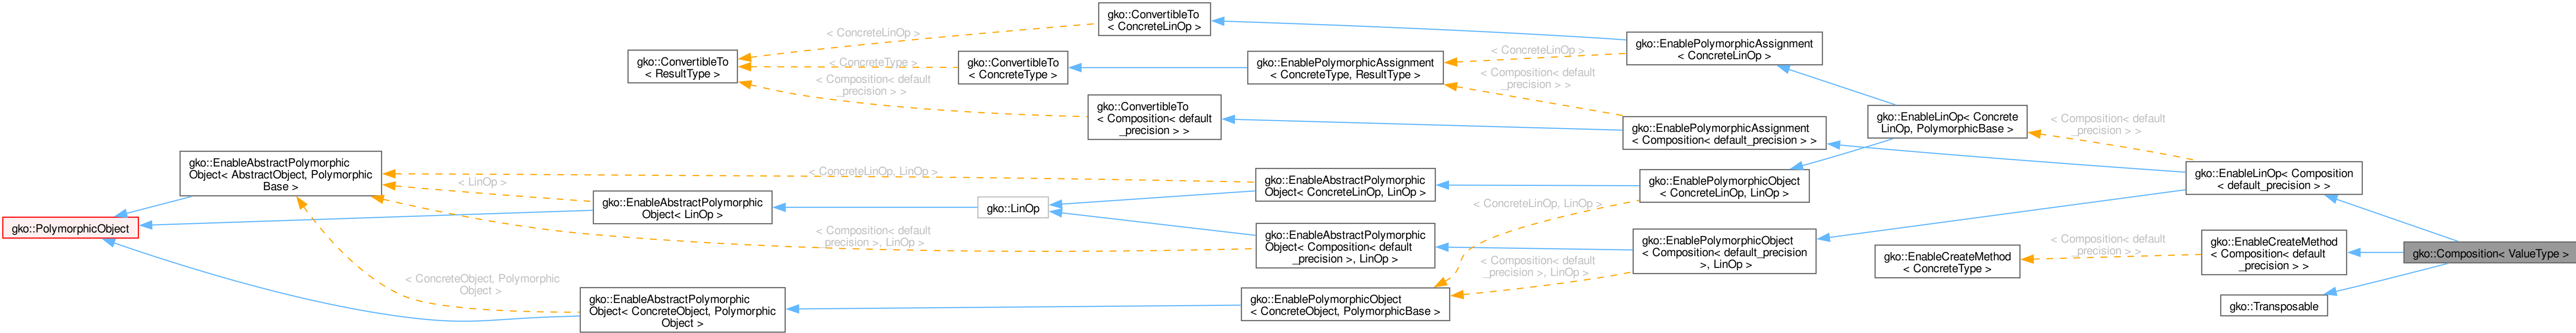 gko::ConvertibleTo
< ConcreteLinOp >
< ConcreteLinOp >
gko::EnablePolymorphicAssignment
< ConcreteLinOp >
< ConcreteLinOp >
gko::ConvertibleTo
< ResultType >
< ConcreteType >
gko::ConvertibleTo
< ConcreteType >
gko::EnablePolymorphicAssignment
< ConcreteType, ResultType >
< Composition< default
_precision > >
< Composition< default
_precision > >
gko::ConvertibleTo
< Composition< default
_precision > >
gko::EnablePolymorphicAssignment
< Composition< default_precision > >
gko::EnableLinOp< Concrete
LinOp, PolymorphicBase >
< Composition< default
_precision > >
gko::EnableAbstractPolymorphic
Object< AbstractObject, Polymorphic
Base >
< ConcreteLinOp, LinOp >
gko::EnableAbstractPolymorphic
Object< ConcreteLinOp, LinOp >
gko::EnablePolymorphicObject
< ConcreteLinOp, LinOp >
gko::EnableLinOp< Composition
< default_precision > >
< LinOp >
gko::EnableAbstractPolymorphic
Object< LinOp >
gko::LinOp
< ConcreteLinOp, LinOp >
gko::PolymorphicObject
< Composition< default
_precision >, LinOp >
gko::EnableAbstractPolymorphic
Object< Composition< default
_precision >, LinOp >
gko::EnablePolymorphicObject
< Composition< default_precision
>, LinOp >
< Composition< default
_precision >, LinOp >
gko::EnableCreateMethod
< ConcreteType >
< Composition< default
_precision > >
gko::EnableCreateMethod
< Composition< default
_precision > >
gko::Composition< ValueType >
< ConcreteObject, Polymorphic
Object >
gko::EnableAbstractPolymorphic
Object< ConcreteObject, Polymorphic
Object >
gko::EnablePolymorphicObject
< ConcreteObject, PolymorphicBase >
gko::Transposable